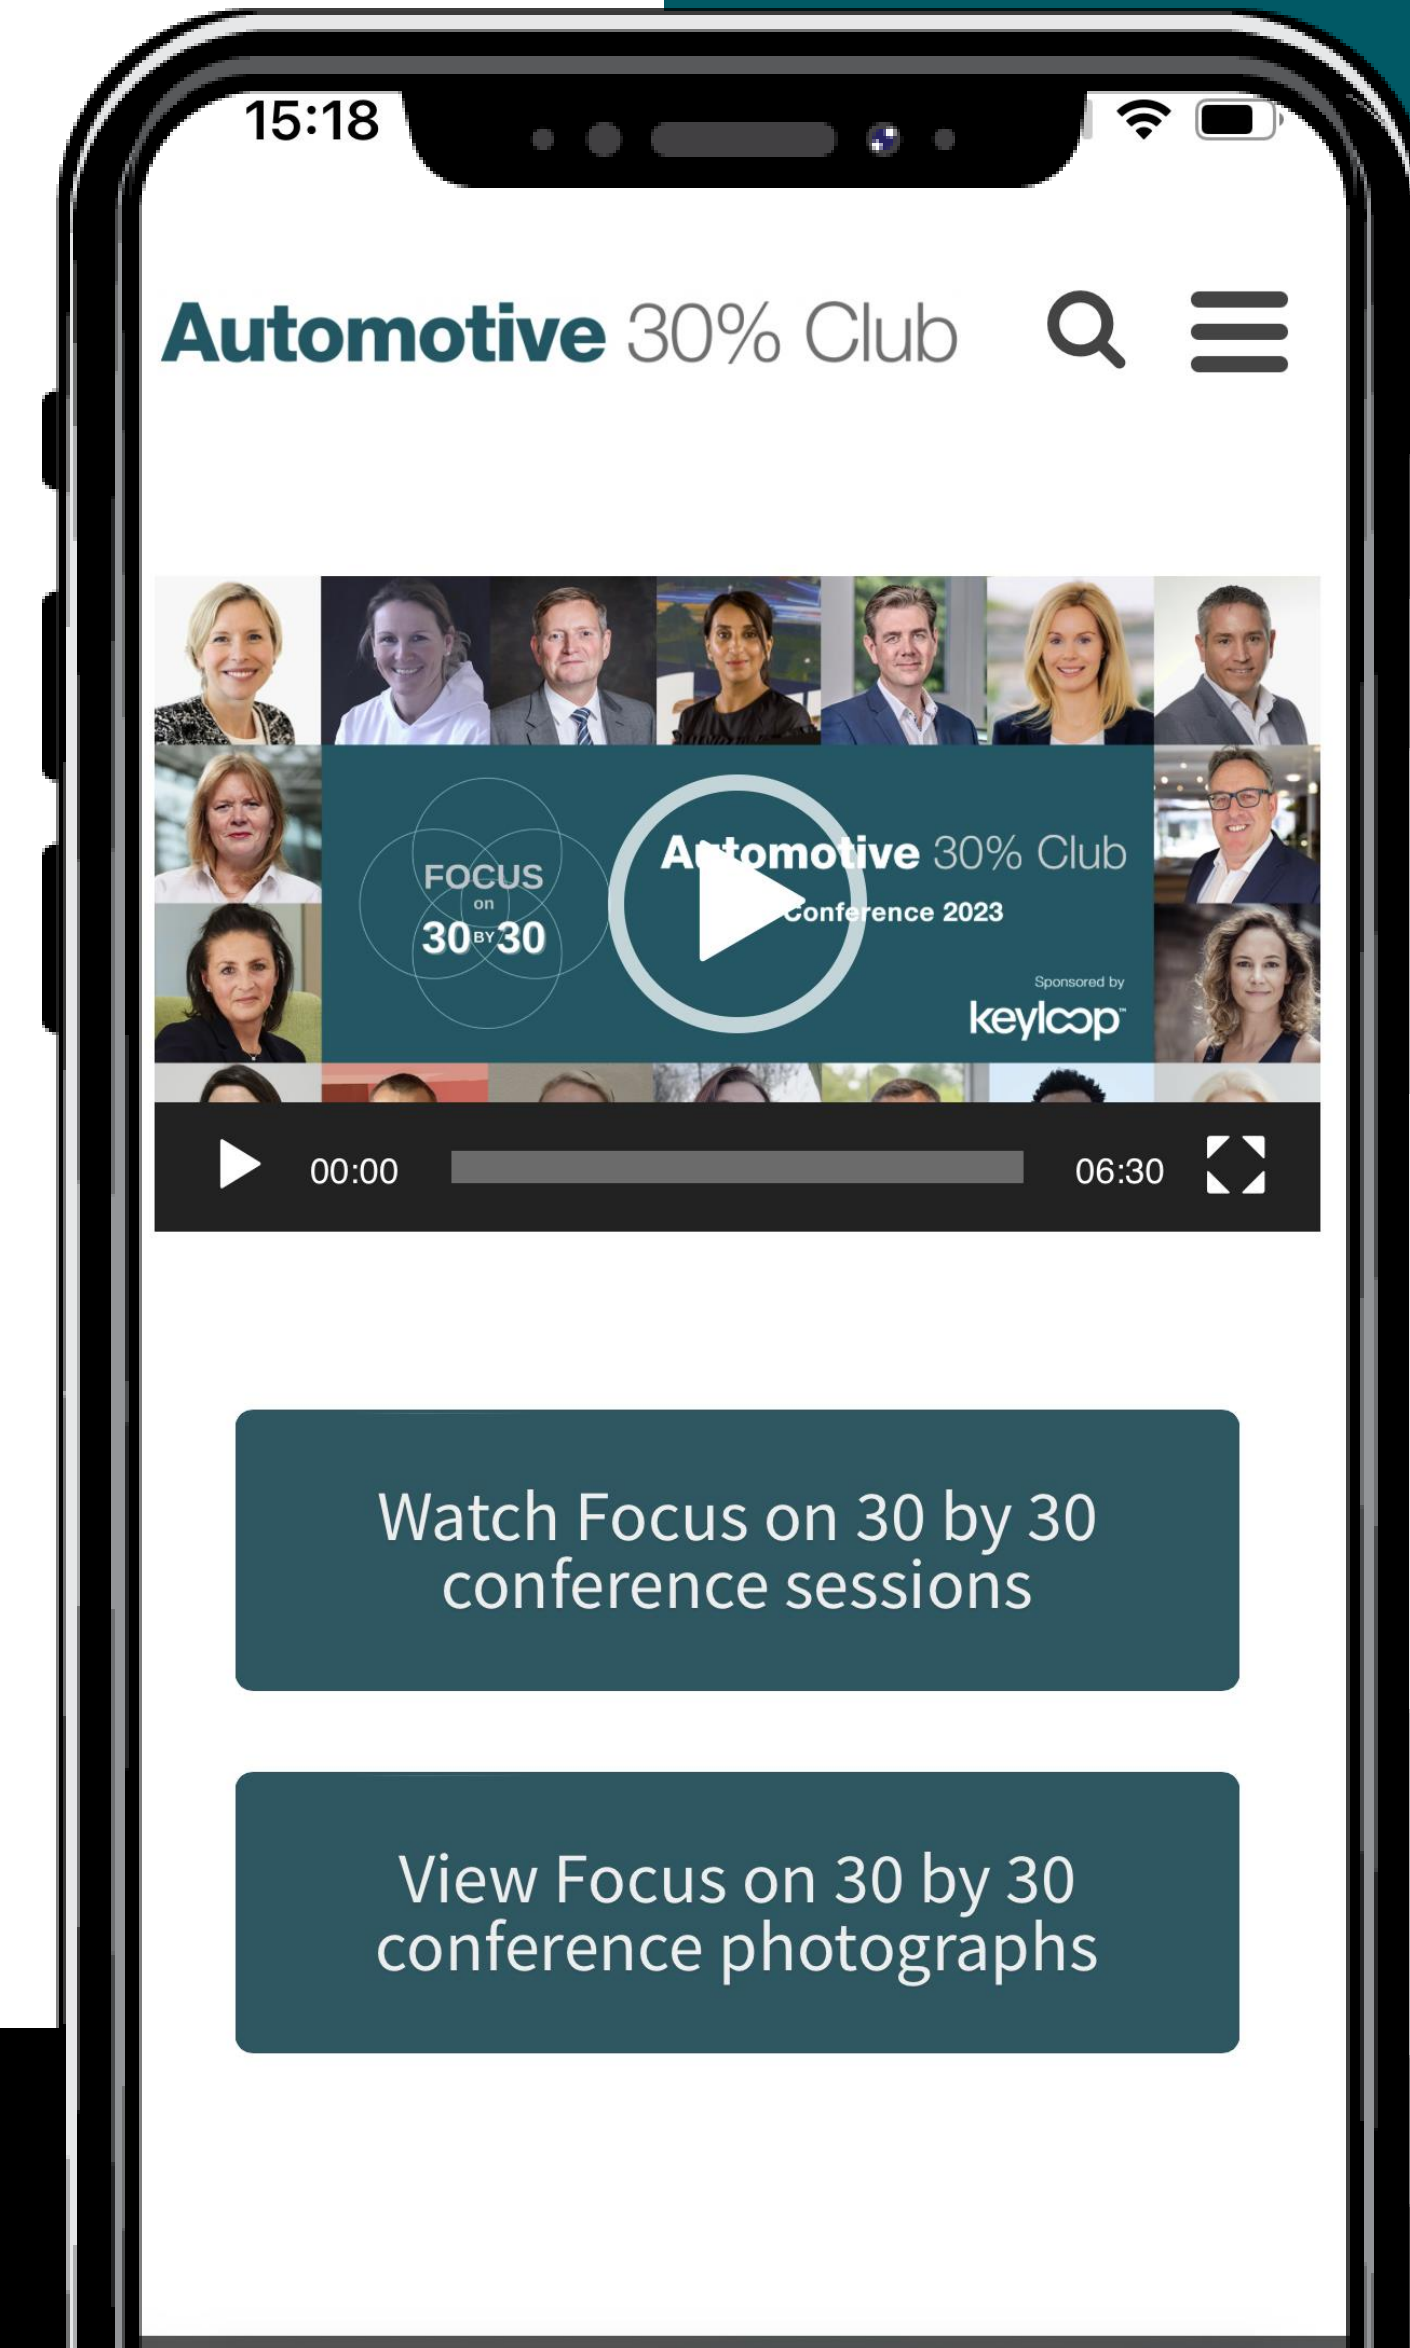 15:18
Automotive 30% Club
FOCUS
on
30 BY 30
Automotive 30% Club
Conference 2023
Sponsored by
keyloop™
00:00
06:30
Watch Focus on 30 by 30
conference sessions
View Focus on 30 by 30
conference photographs